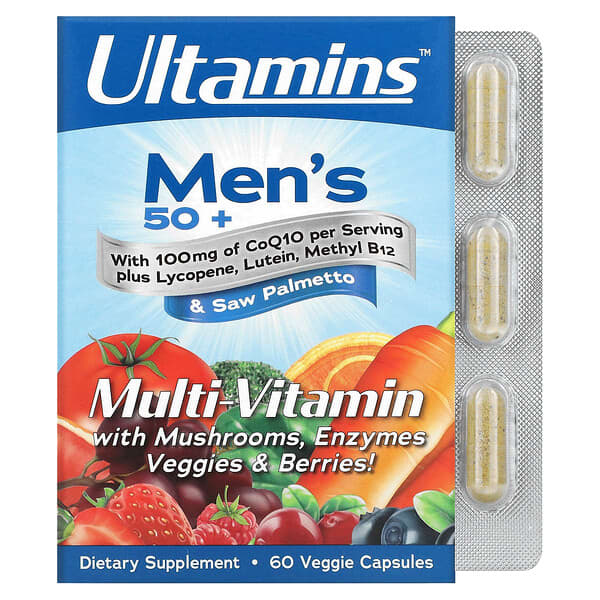 Ultamins™
Men's
50 +
With 100mg of CoQ10 per Serving
plus Lycopene, Lutein, Methyl B12
& Saw Palmetto
Multi-Vitamin
with Mushrooms, Enzymes
Veggies & Berries!
Dietary Supplement • 60 Veggie Capsules